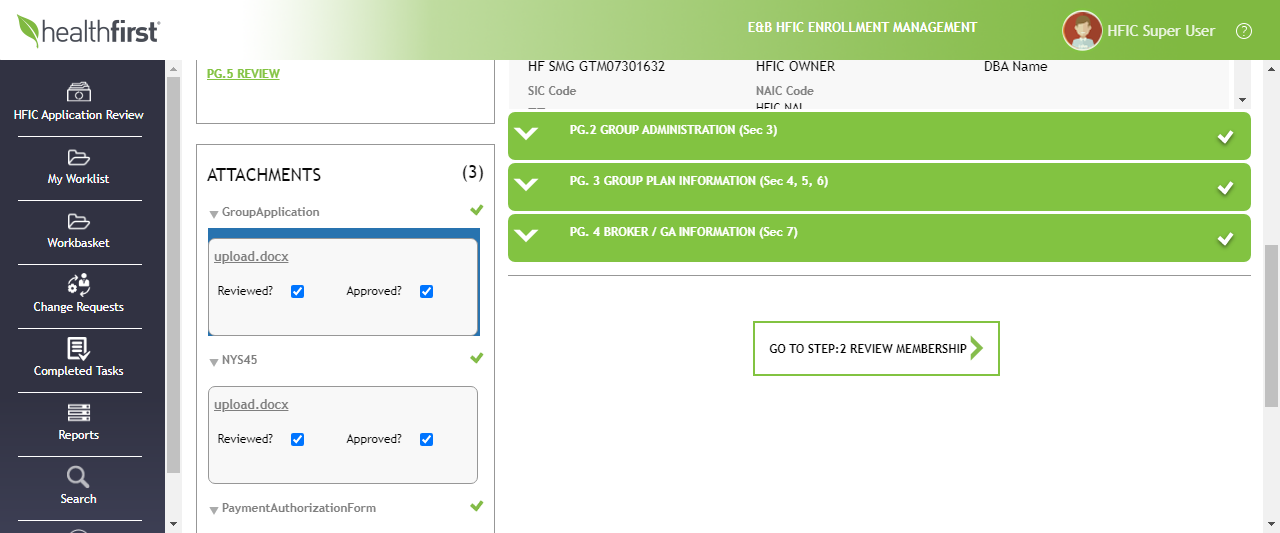 healthfirst
E&B HFIC ENROLLMENT MANAGEMENT
HFIC Super User
?
HFIC Application Review
My Worklist
Workbasket
Change Requests
Completed Tasks
Reports
Search
PG.5 REVIEW
ATTACHMENTS (3)
GroupApplication
upload.docx
Reviewed? Approved?
NYS45
upload.docx
Reviewed? Approved?
PaymentAuthorizationForm
HF SMG GTM07301632 HFIC OWNER DBA Name
SIC Code NAIC Code
HFIC NAI
PG.2 GROUP ADMINISTRATION (Sec 3)
PG. 3 GROUP PLAN INFORMATION (Sec 4, 5, 6)
PG. 4 BROKER / GA INFORMATION (Sec 7)
GO TO STEP:2 REVIEW MEMBERSHIP